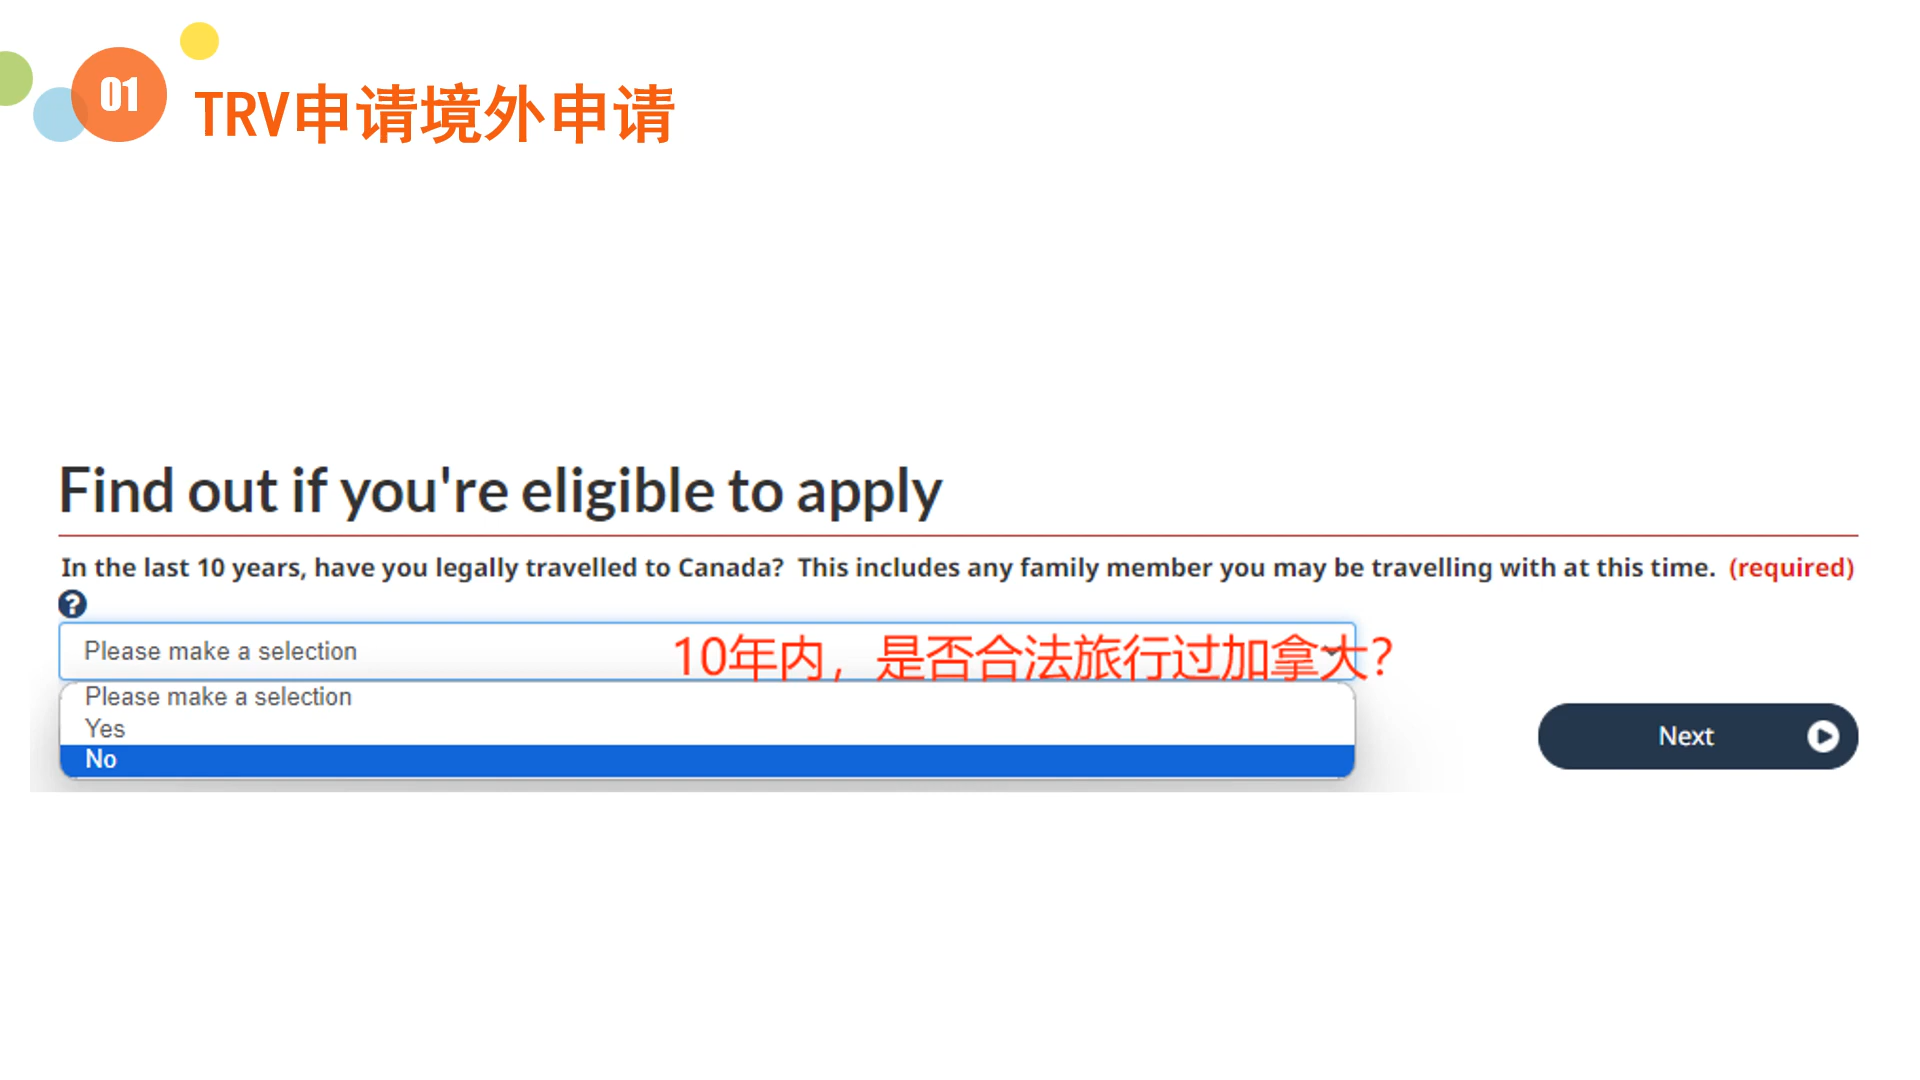 01
TRV申请境外申请
Find out if you're eligible to apply
In the last 10 years, have you legally travelled to Canada? This includes any family member you may be travelling with at this time. (required)
?
Please make a selection
10年内，是否合法旅行过加拿大?
Please make a selection
Yes
No
Next